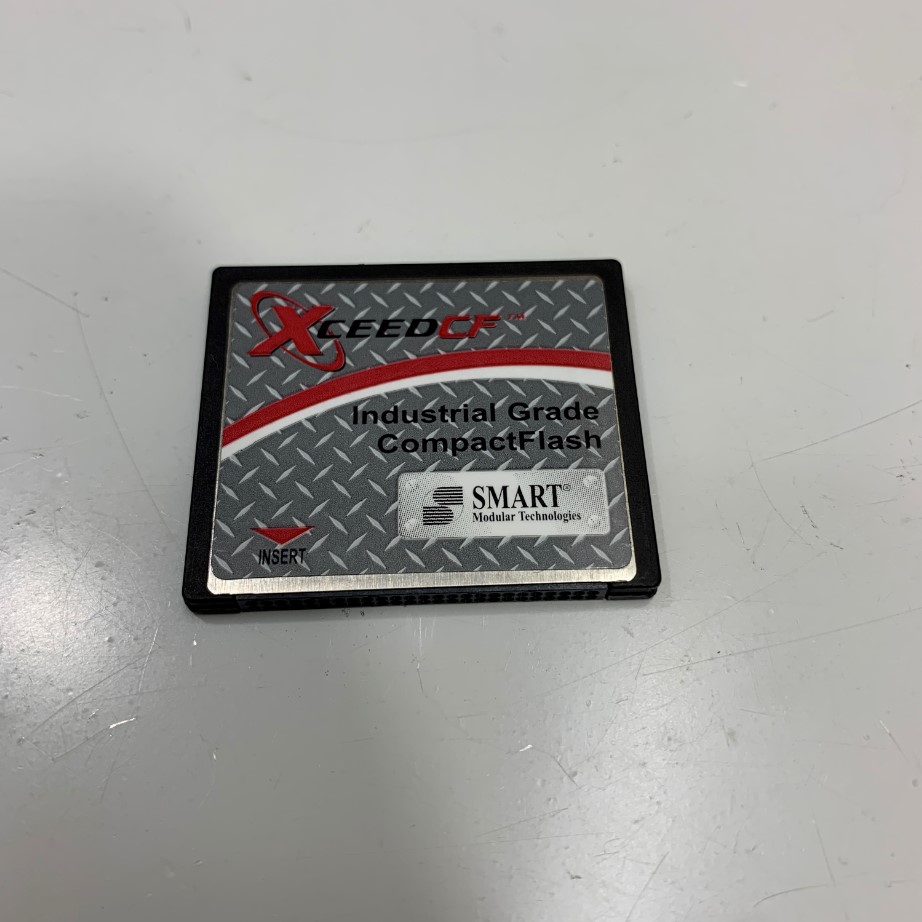 XCEEDCF™
Industrial Grade
CompactFlash
SMART®
Modular Technologies
INSERT